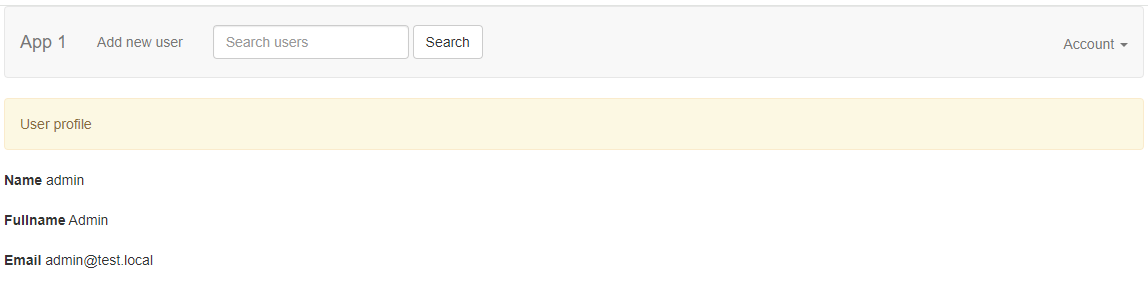 App 1 Add new user Search users Search Account
User profile
Name admin
Fullname Admin
Email admin@test.local